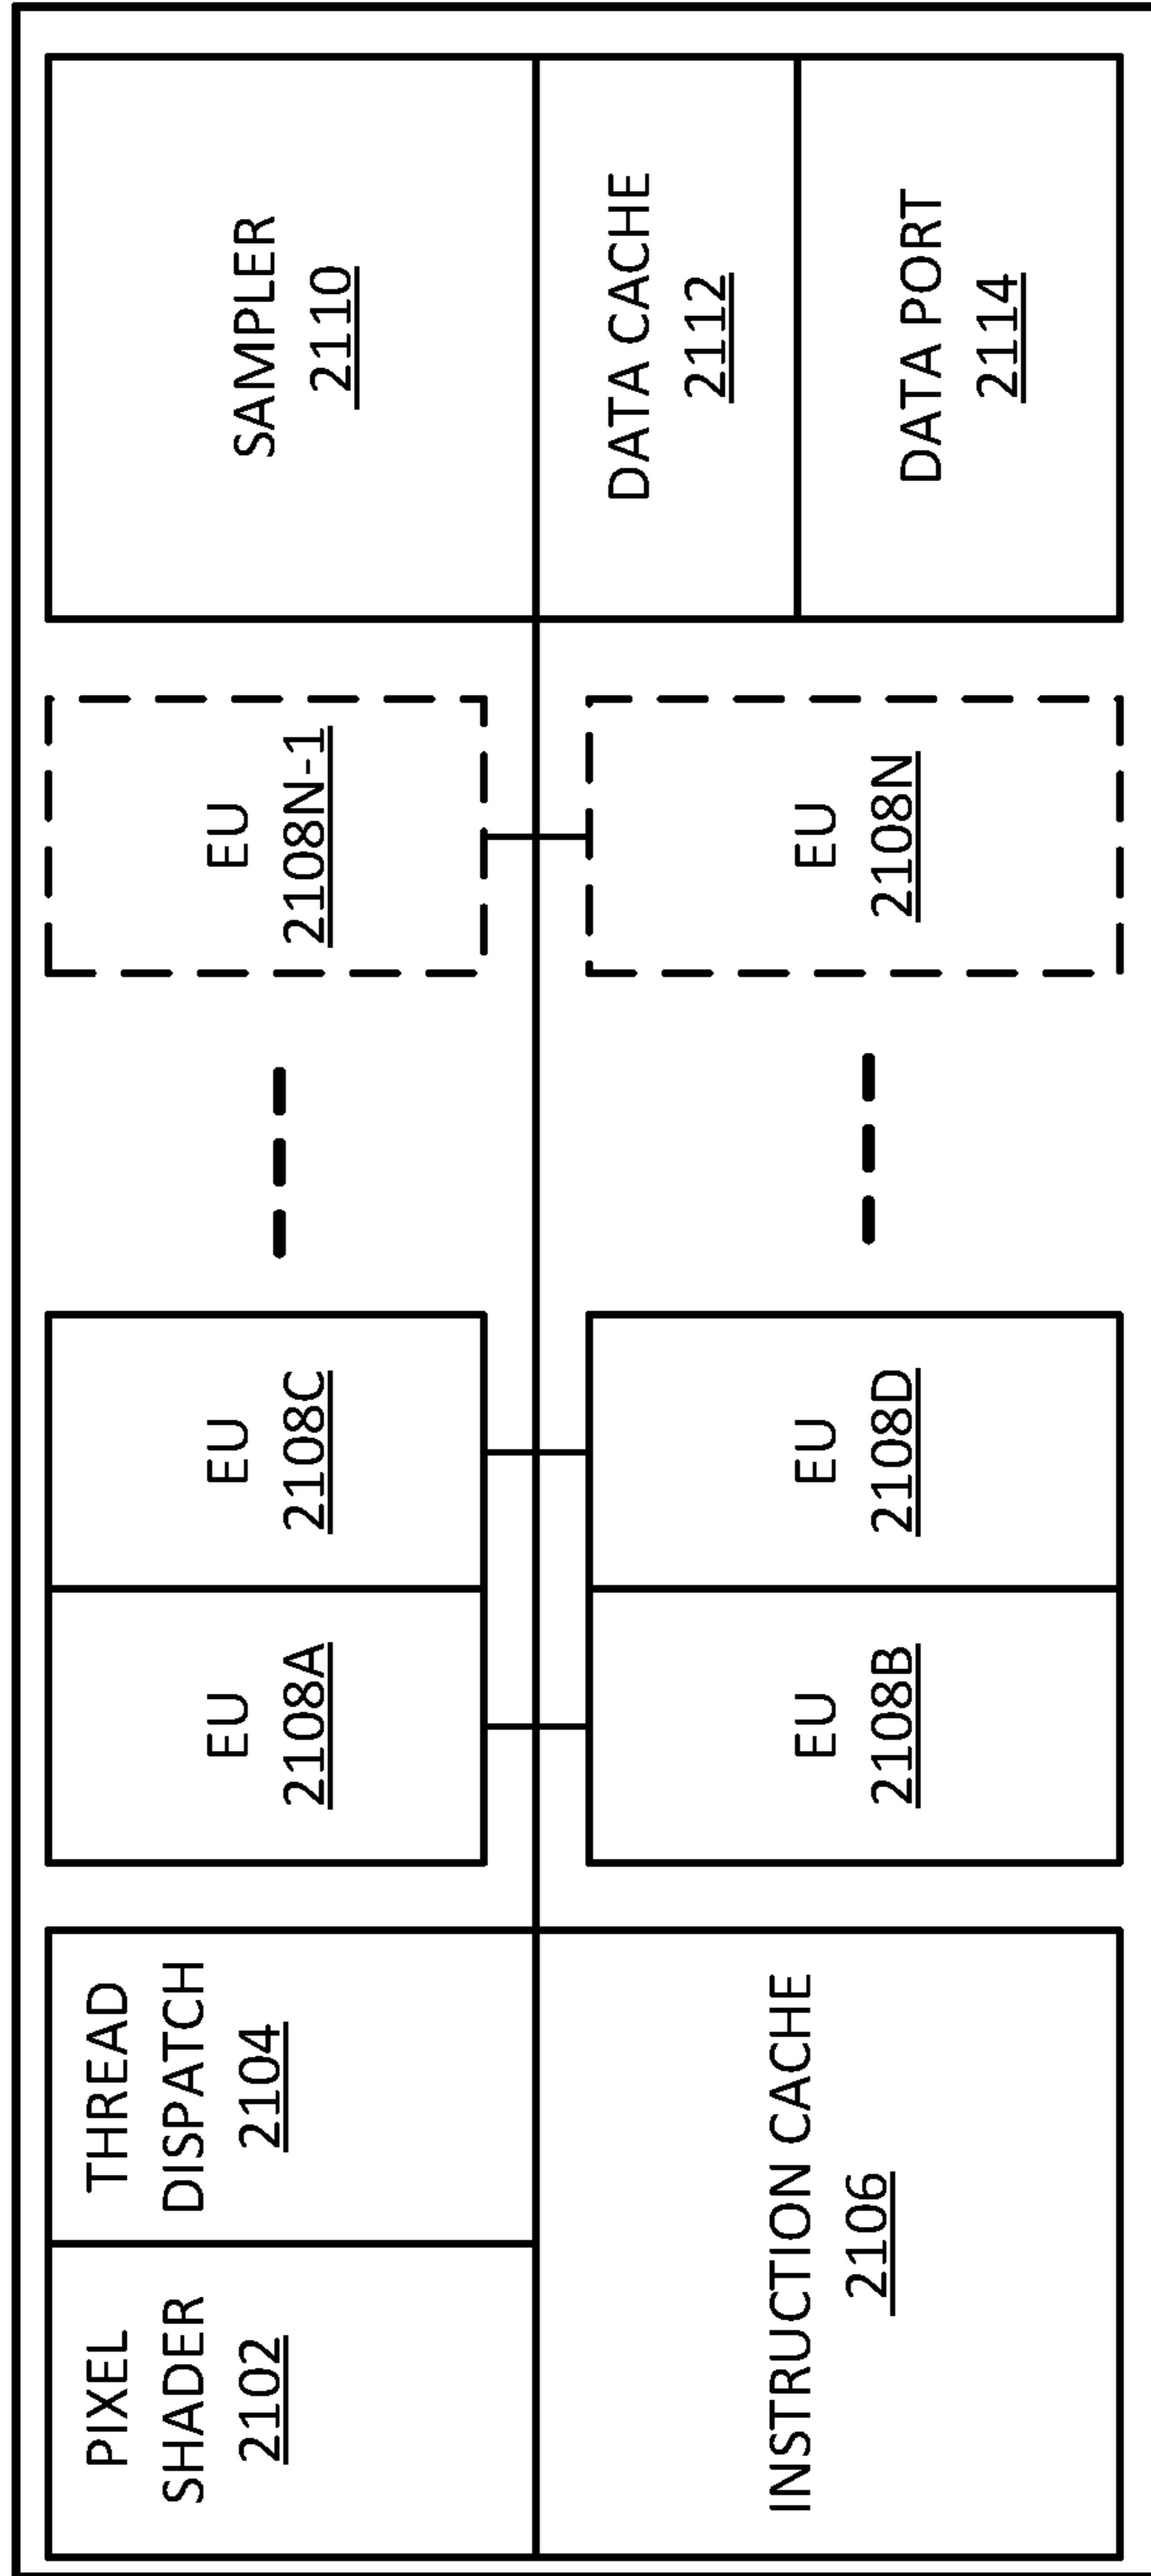 PIXEL
SHADER
2102
THREAD
DISPATCH
2104
INSTRUCTION CACHE
2106
EU
2108A
EU
2108C
EU
2108B
EU
2108D
EU
2108N-1
EU
2108N
SAMPLER
2110
DATA CACHE
2112
DATA PORT
2114